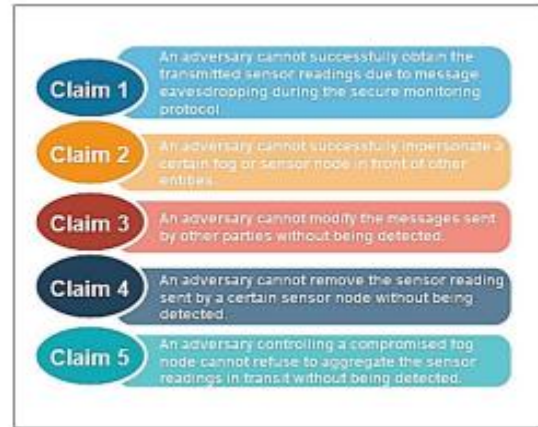 Claim 1
An adversary cannot successfully obtain the
transmitted sensor readings due to message
eavesdropping during the secure monitoring
protocol
Claim 2
An adversary cannot successfully impersonate a
certain fog or sensor node in front of other
entities.
Claim 3
An adversary cannot modify the messages sent
by other parties without being detected.
Claim 4
An adversary cannot remove the sensor reading
sent by a certain sensor node without being
detected.
Claim 5
An adversary controlling a compromised fog
node cannot refuse to aggregate the sensor
readings in transit without being detected.